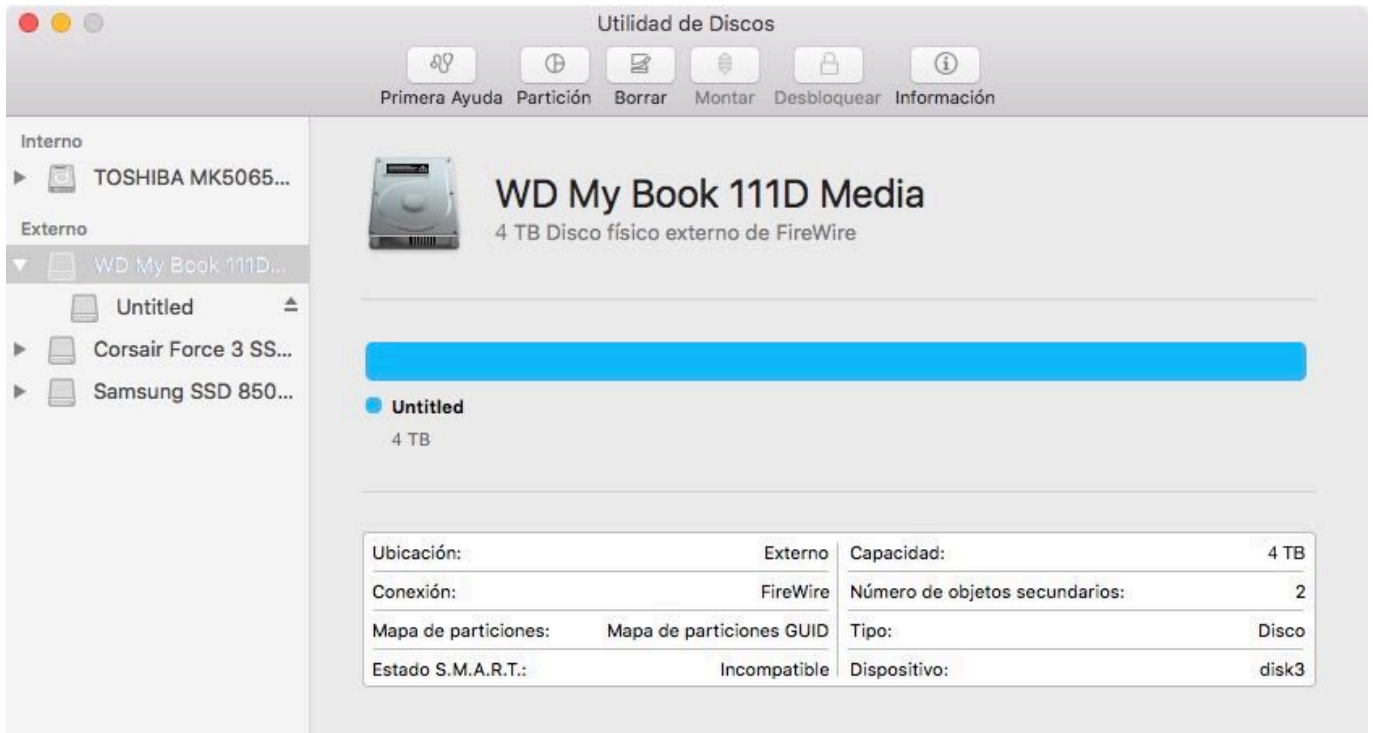 Utilidad de Discos
Primera Ayuda Partición Borrar Montar Desbloquear Información
Interno
TOSHIBA MK5065...
Externo
WD My Book 111D...
Untitled
Corsair Force 3 SS...
Samsung SSD 850...
WD My Book 111D Media
4 TB Disco físico externo de FireWire
Untitled
4 TB
Ubicación: Externo Capacidad: 4 TB
Conexión: FireWire Número de objetos secundarios: 2
Mapa de particiones: Mapa de particiones GUID Tipo: Disco
Estado S.M.A.R.T.: Incompatible Dispositivo: disk3